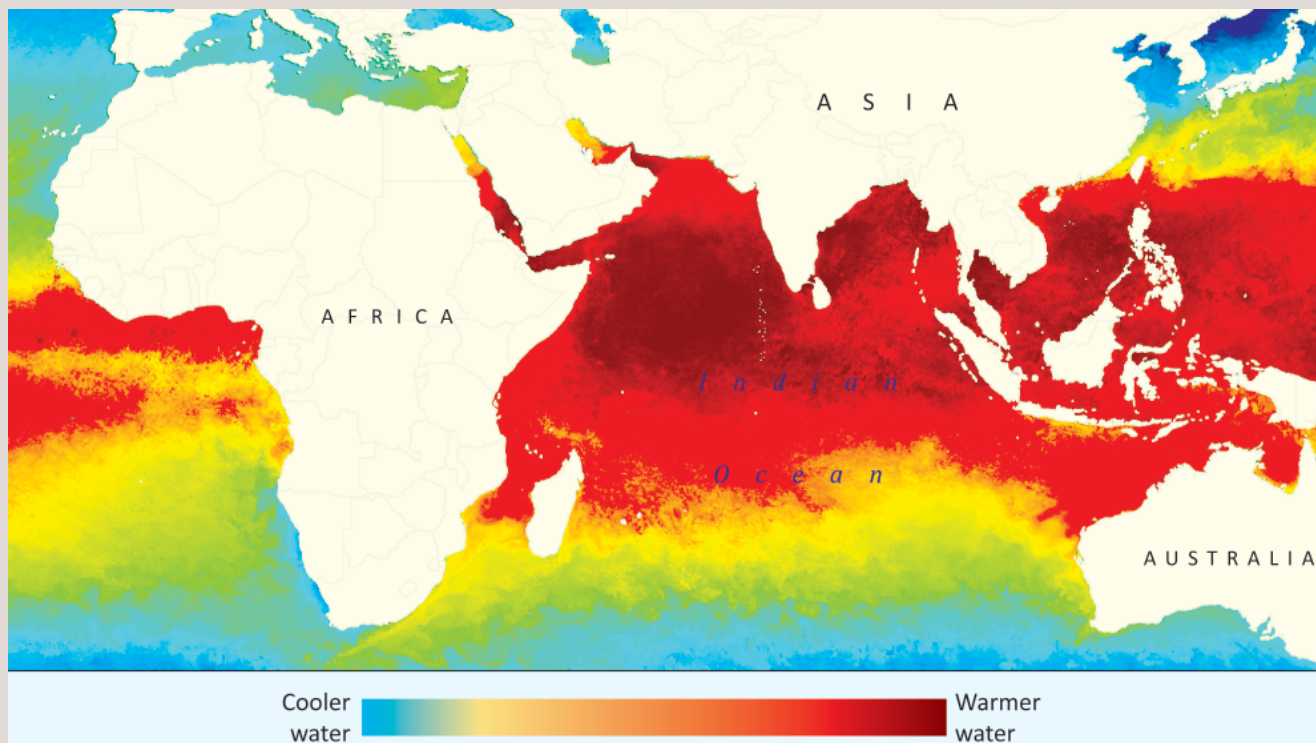 ASIA
AFRICA
Indian
Ocean
AUSTRALIA
Cooler
water
Warmer
water